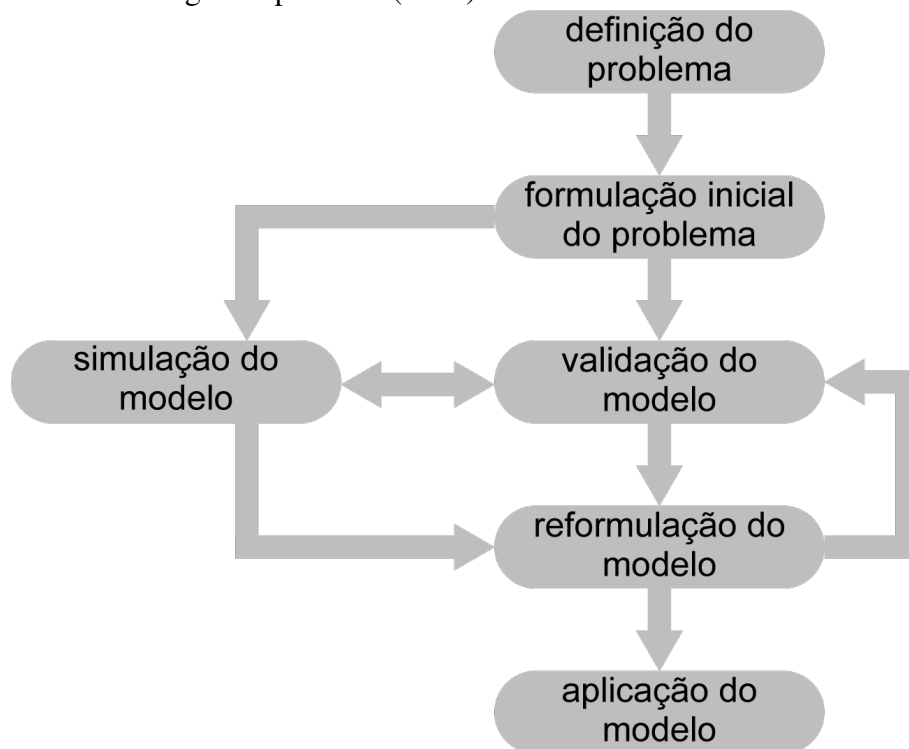 definição do
problema
formulação inicial
do problema
simulação do
modelo
validação do
modelo
reformulação do
modelo
aplicação do
modelo